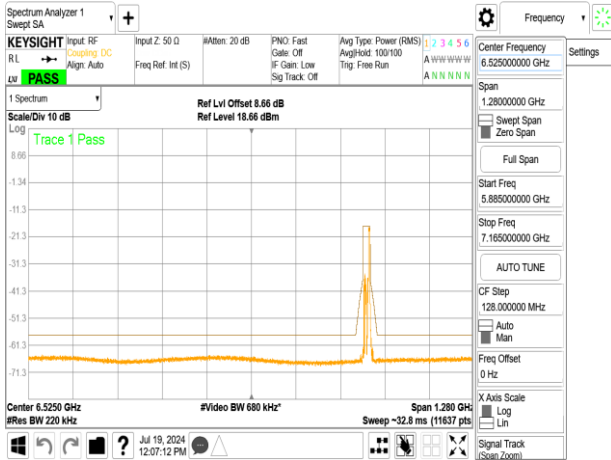 Spectrum Analyzer 1
Swept SA
Frequency
KEYSIGHT
Input: RF
Coupling: DC
Align: Auto
Input Z: 50 Ω
Freq Ref: Int (S)
#Atten: 20 dB
PNO: Fast
Gate: Off
IF Gain: Low
Sig Track: Off
Avg Type: Power (RMS)
Avg|Hold: 100/100
Trig: Free Run
1 2 3 4 5 6
A W W W W W
A N N N N N
R L
LXI
PASS
1 Spectrum
Scale/Div 10 dB
Ref Lvl Offset 8.66 dB
Ref Level 18.66 dBm
Log
Trace 1 Pass
8.66
-1.34
-11.3
-21.3
-31.3
-41.3
-51.3
-61.3
-71.3
Center 6.5250 GHz
#Video BW 680 kHz*
Span 1.280 GHz
#Res BW 220 kHz
Sweep ~32.8 ms (11637 pts
Jul 19, 2024
12:07:12 PM
?
Center Frequency
6.525000000 GHz
Settings
Span
1.28000000 GHz
Swept Span
Zero Span
Full Span
Start Freq
5.885000000 GHz
Stop Freq
7.165000000 GHz
AUTO TUNE
CF Step
128.000000 MHz
Auto
Man
Freq Offset
0 Hz
X Axis Scale
Log
Lin
Signal Track
(Span Zoom)